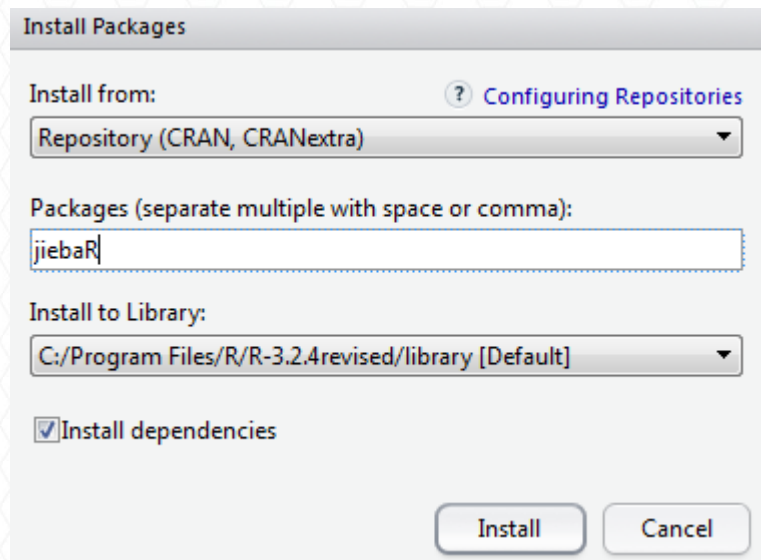 Install Packages
Install from:
? Configuring Repositories
Repository (CRAN, CRANextra)
Packages (separate multiple with space or comma):
jiebaR
Install to Library:
C:/Program Files/R/R-3.2.4revised/library [Default]
Install dependencies
Install
Cancel